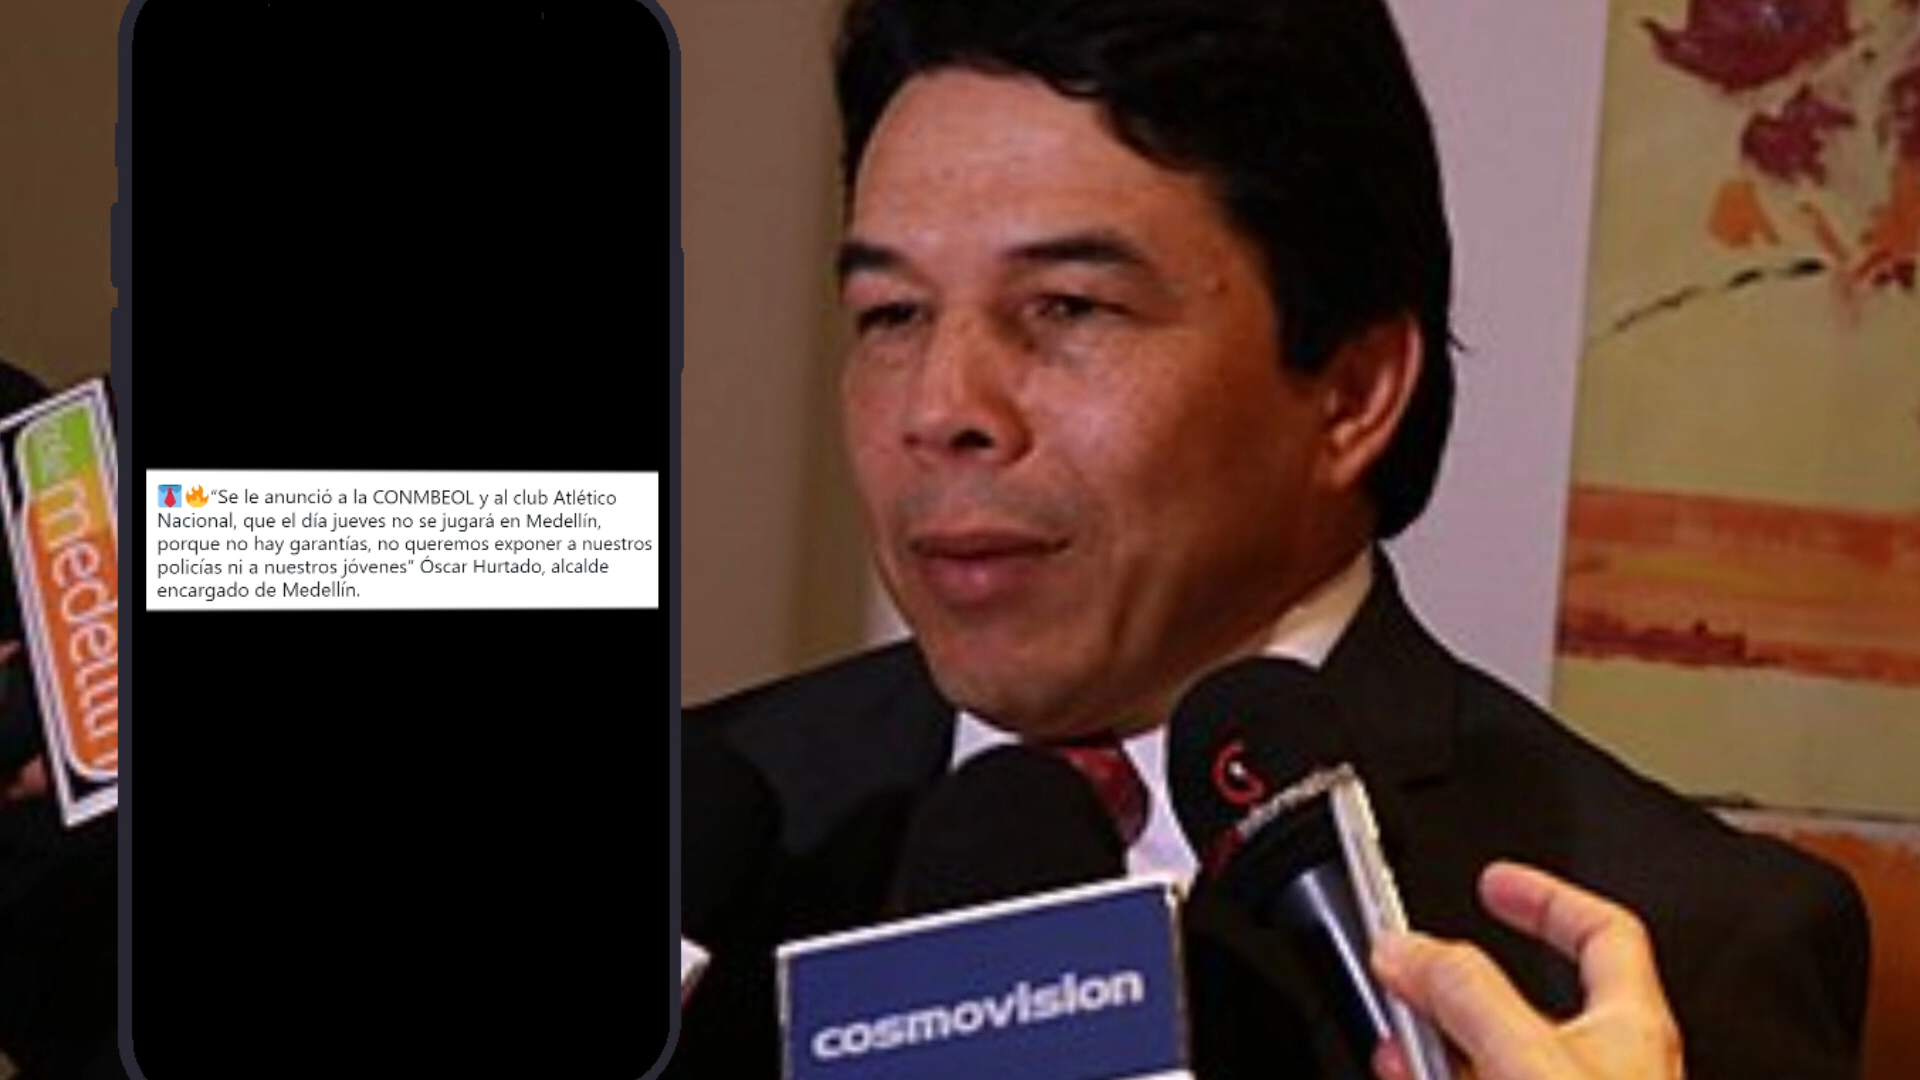 “Se le anunció a la CONMBEOL y al club Atlético
Nacional, que el día jueves no se jugará en Medellín,
porque no hay garantías, no queremos exponer a nuestros
policías ni a nuestros jóvenes” Óscar Hurtado, alcalde
encargado de Medellín.
cosmovision